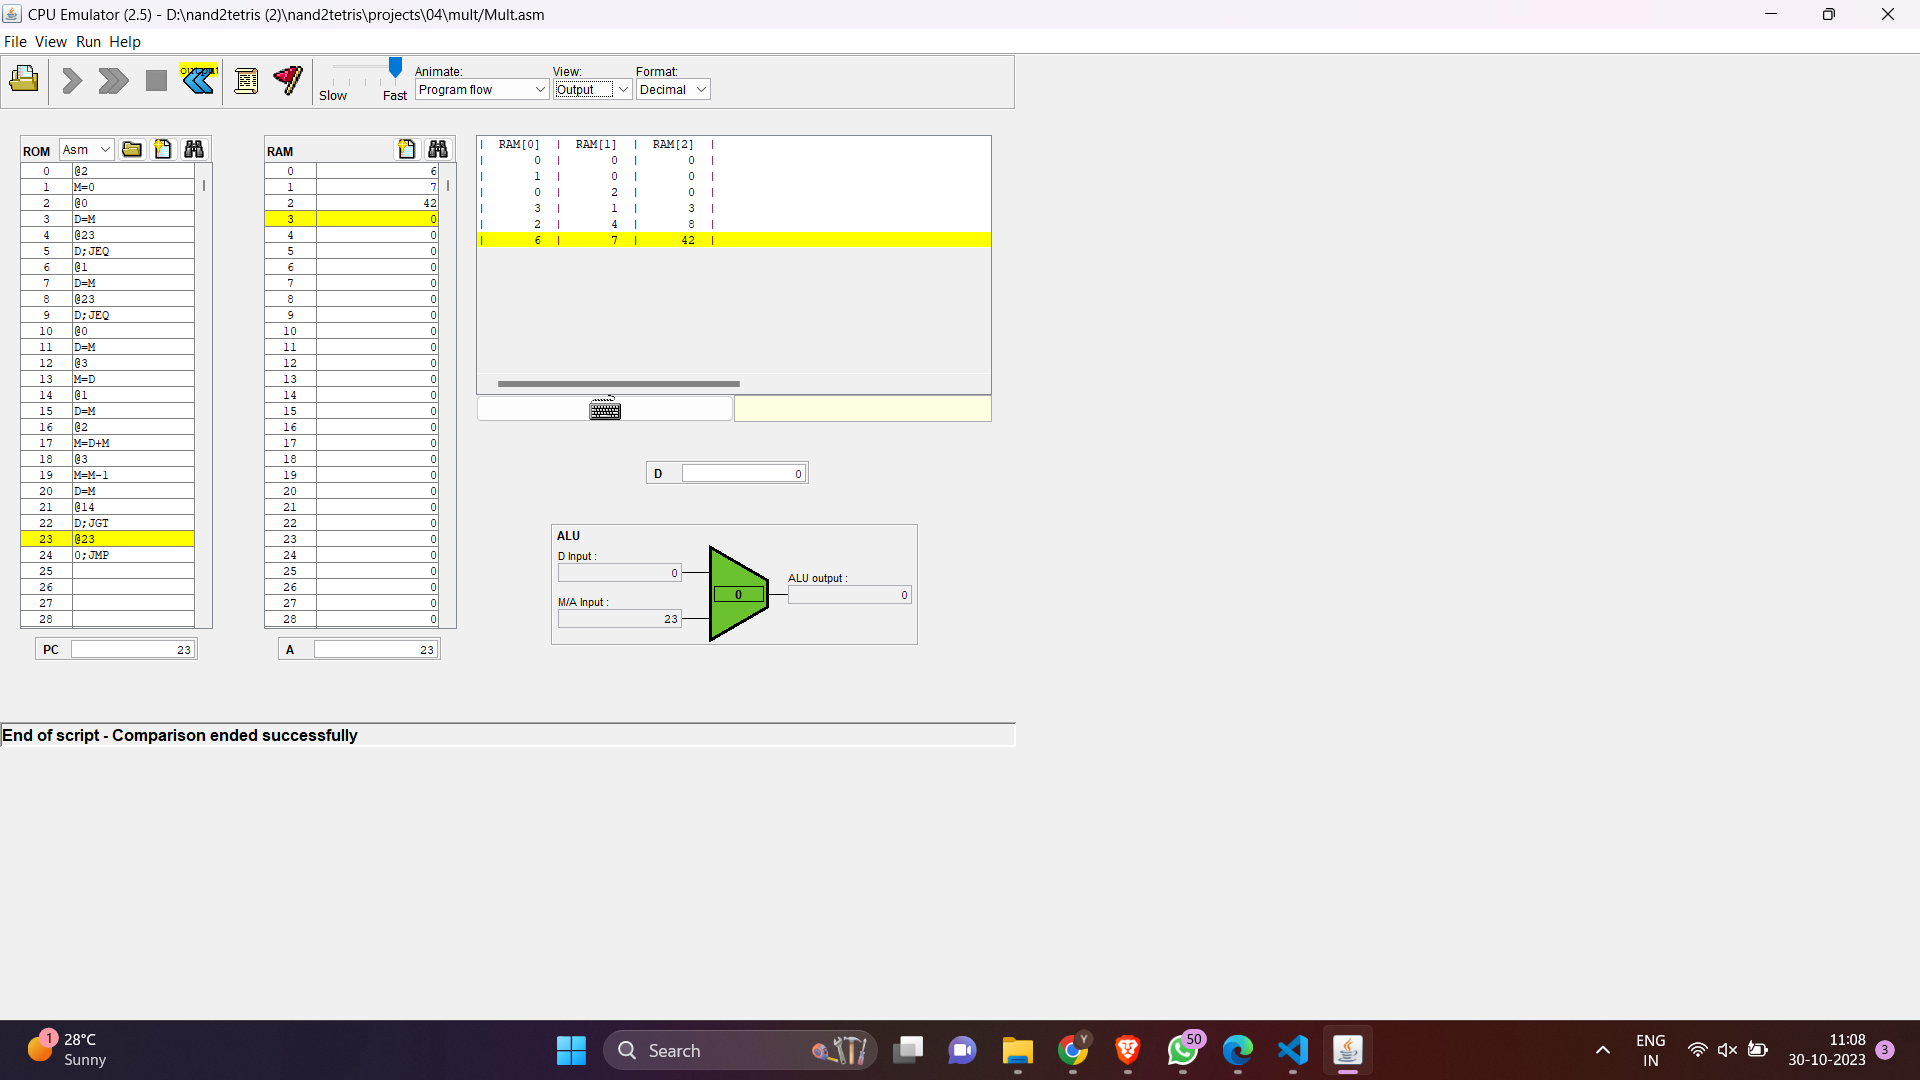 CPU Emulator (2.5) - D:\nand2tetris (2)\nand2tetris\projects\04\mult/Mult.asm
File View Run Help
output
Slow Fast
Animate: View: Format:
Program flow Output Decimal
ROM Asm
0 @2
1 M=0
2 @0
3 D=M
4 @23
5 D;JEQ
6 @1
7 D=M
8 @23
9 D;JEQ
10 @0
11 D=M
12 @3
13 M=D
14 @1
15 D=M
16 @2
17 M=D+M
18 @3
19 M=M-1
20 D=M
21 @14
22 D;JGT
23 @23
24 0;JMP
25
26
27
28
PC 23
RAM
0 6
1 7
2 42
3 0
4 0
5 0
6 0
7 0
8 0
9 0
10 0
11 0
12 0
13 0
14 0
15 0
16 0
17 0
18 0
19 0
20 0
21 0
22 0
23 0
24 0
25 0
26 0
27 0
28 0
A 23
| RAM[0] | RAM[1] | RAM[2] |
| 0 | 0 | 0 |
| 1 | 0 | 0 |
| 0 | 2 | 0 |
| 3 | 1 | 3 |
| 2 | 4 | 8 |
| 6 | 7 | 42 |
D 0
ALU
D Input :
0
M/A Input :
23
0
ALU output :
0
End of script - Comparison ended successfully
1
28°C
Sunny
Search
Y
50
ENG
IN
11:08
30-10-2023
3